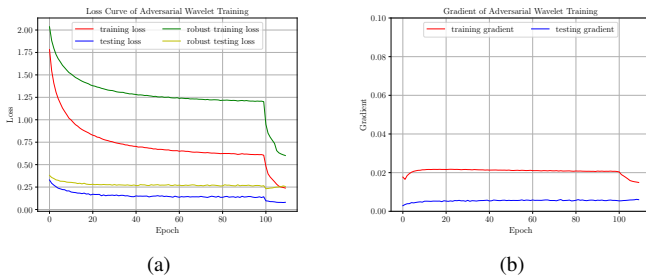 Loss Curve of Adversarial Wavelet Training
training loss
testing loss
robust training loss
robust testing loss
2.00
1.75
1.50
1.25
1.00
0.75
0.50
0.25
0.00
Loss
0 20 40 60 80 100
Epoch
(a)
Gradient of Adversarial Wavelet Training
training gradient
testing gradient
0.10
0.08
0.06
0.04
0.02
0.00
Gradient
0 20 40 60 80 100
Epoch
(b)